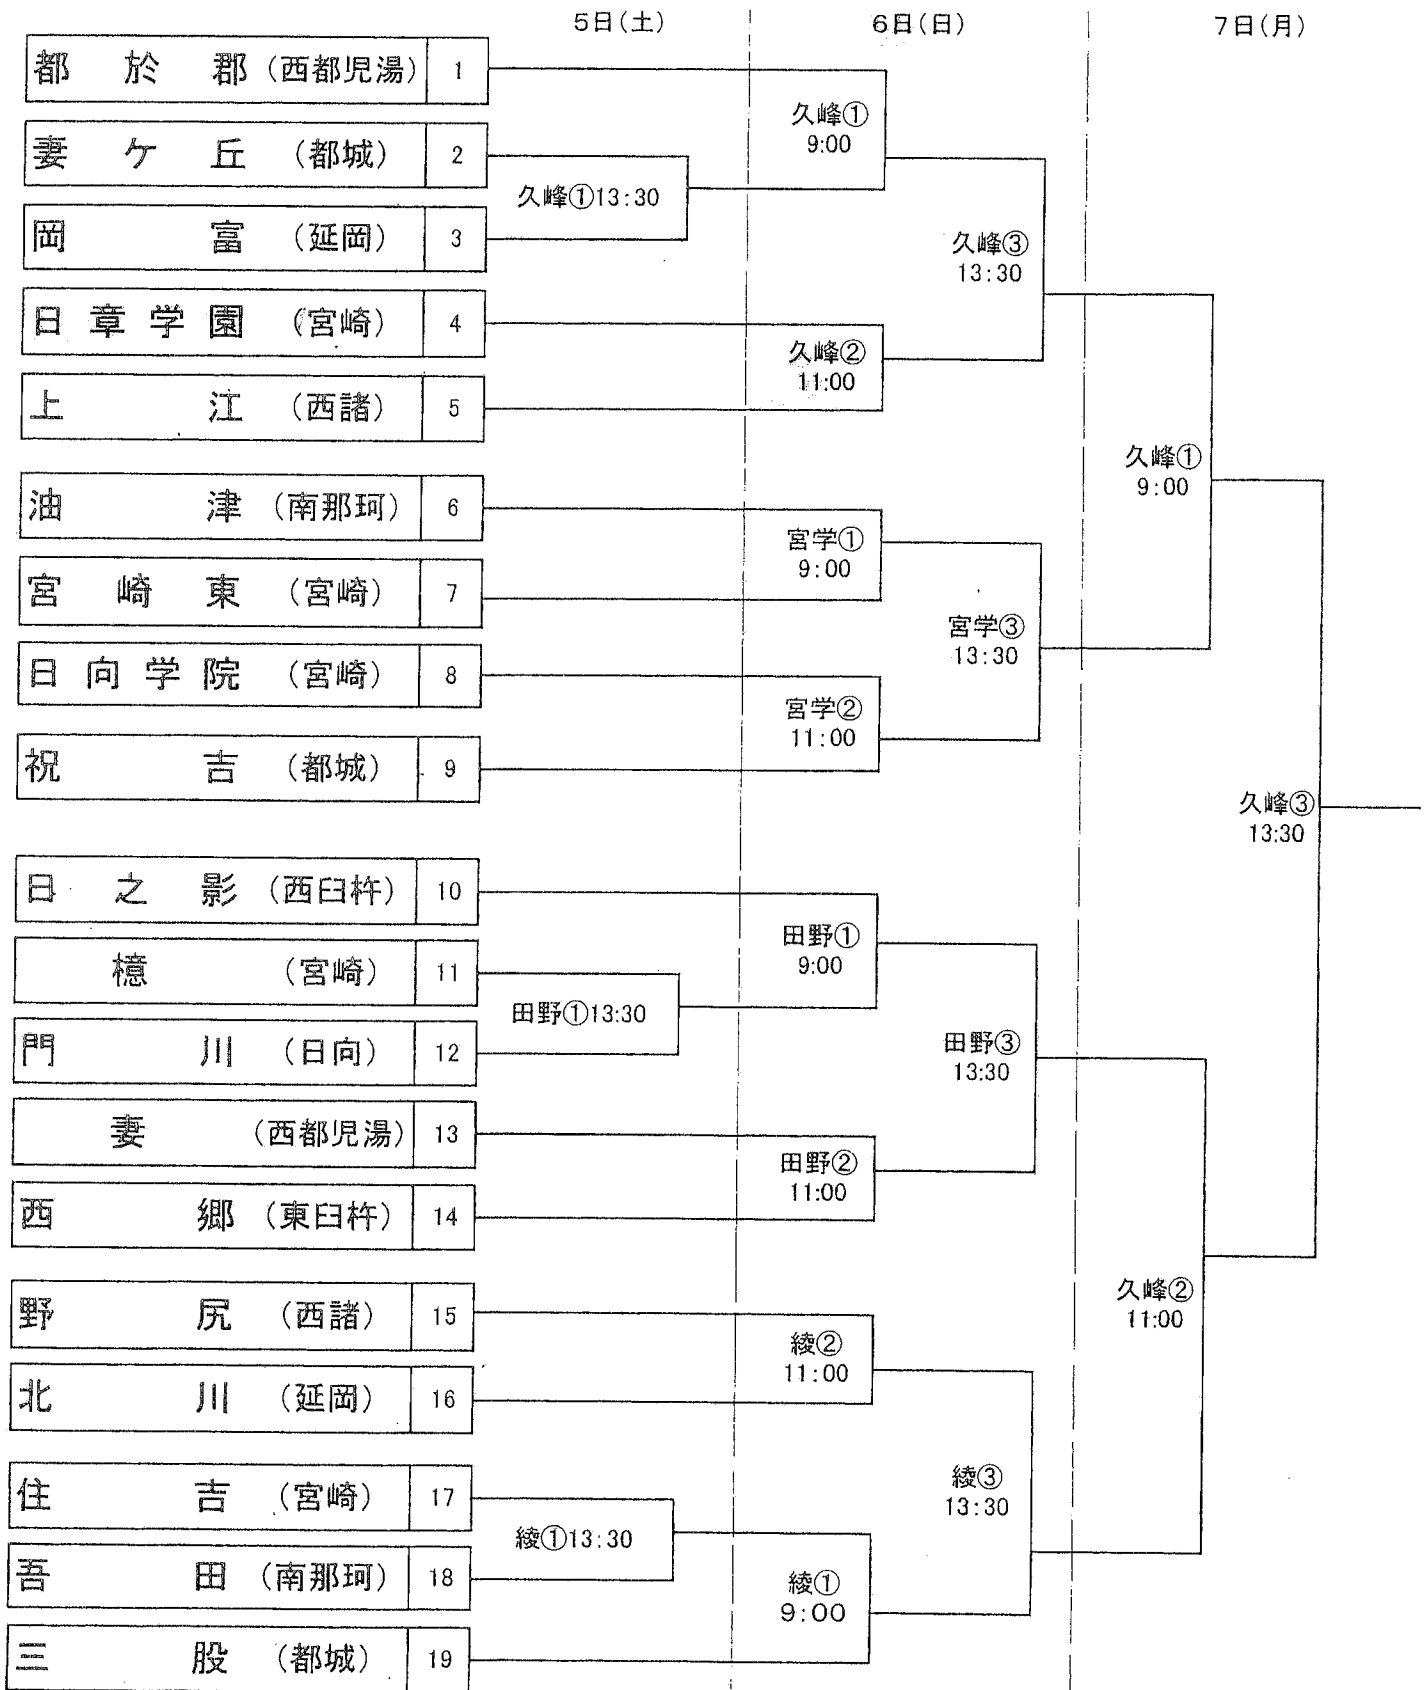 5日(土) 6日(日) 7日(月)
都於郡(西都児湯) 1
妻ケ丘(都城) 2
岡富(延岡) 3
日章学園(宮崎) 4
上江(西諸) 5
油津(南那珂) 6
宮崎東(宮崎) 7
日向学院(宮崎) 8
祝吉(都城) 9
日之影(西臼杵) 10
檍(宮崎) 11
門川(日向) 12
妻(西都児湯) 13
西郷(東臼杵) 14
野尻(西諸) 15
北川(延岡) 16
住吉(宮崎) 17
吾田(南那珂) 18
三股(都城) 19
久峰①13:30
田野①13:30
綾①13:30
久峰①
9:00
久峰②
11:00
宮学①
9:00
宮学②
11:00
田野①
9:00
田野②
11:00
綾②
11:00
綾①
9:00
久峰③
13:30
宮学③
13:30
田野③
13:30
綾③
13:30
久峰①
9:00
久峰②
11:00
久峰③
13:30